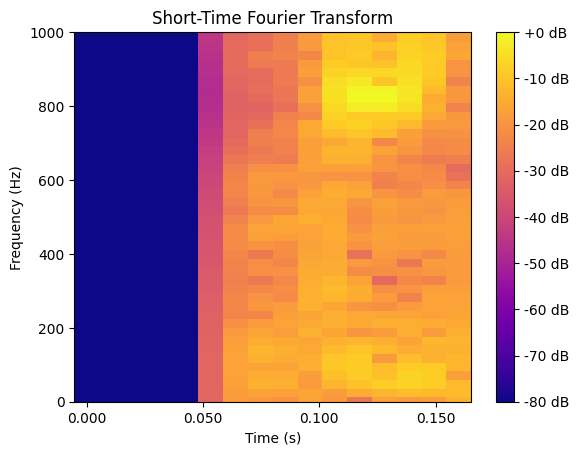 Short-Time Fourier Transform
Frequency (Hz)
1000
800
600
400
200
0
0.000
0.050
0.100
0.150
Time (s)
+0 dB
-10 dB
-20 dB
-30 dB
-40 dB
-50 dB
-60 dB
-70 dB
-80 dB